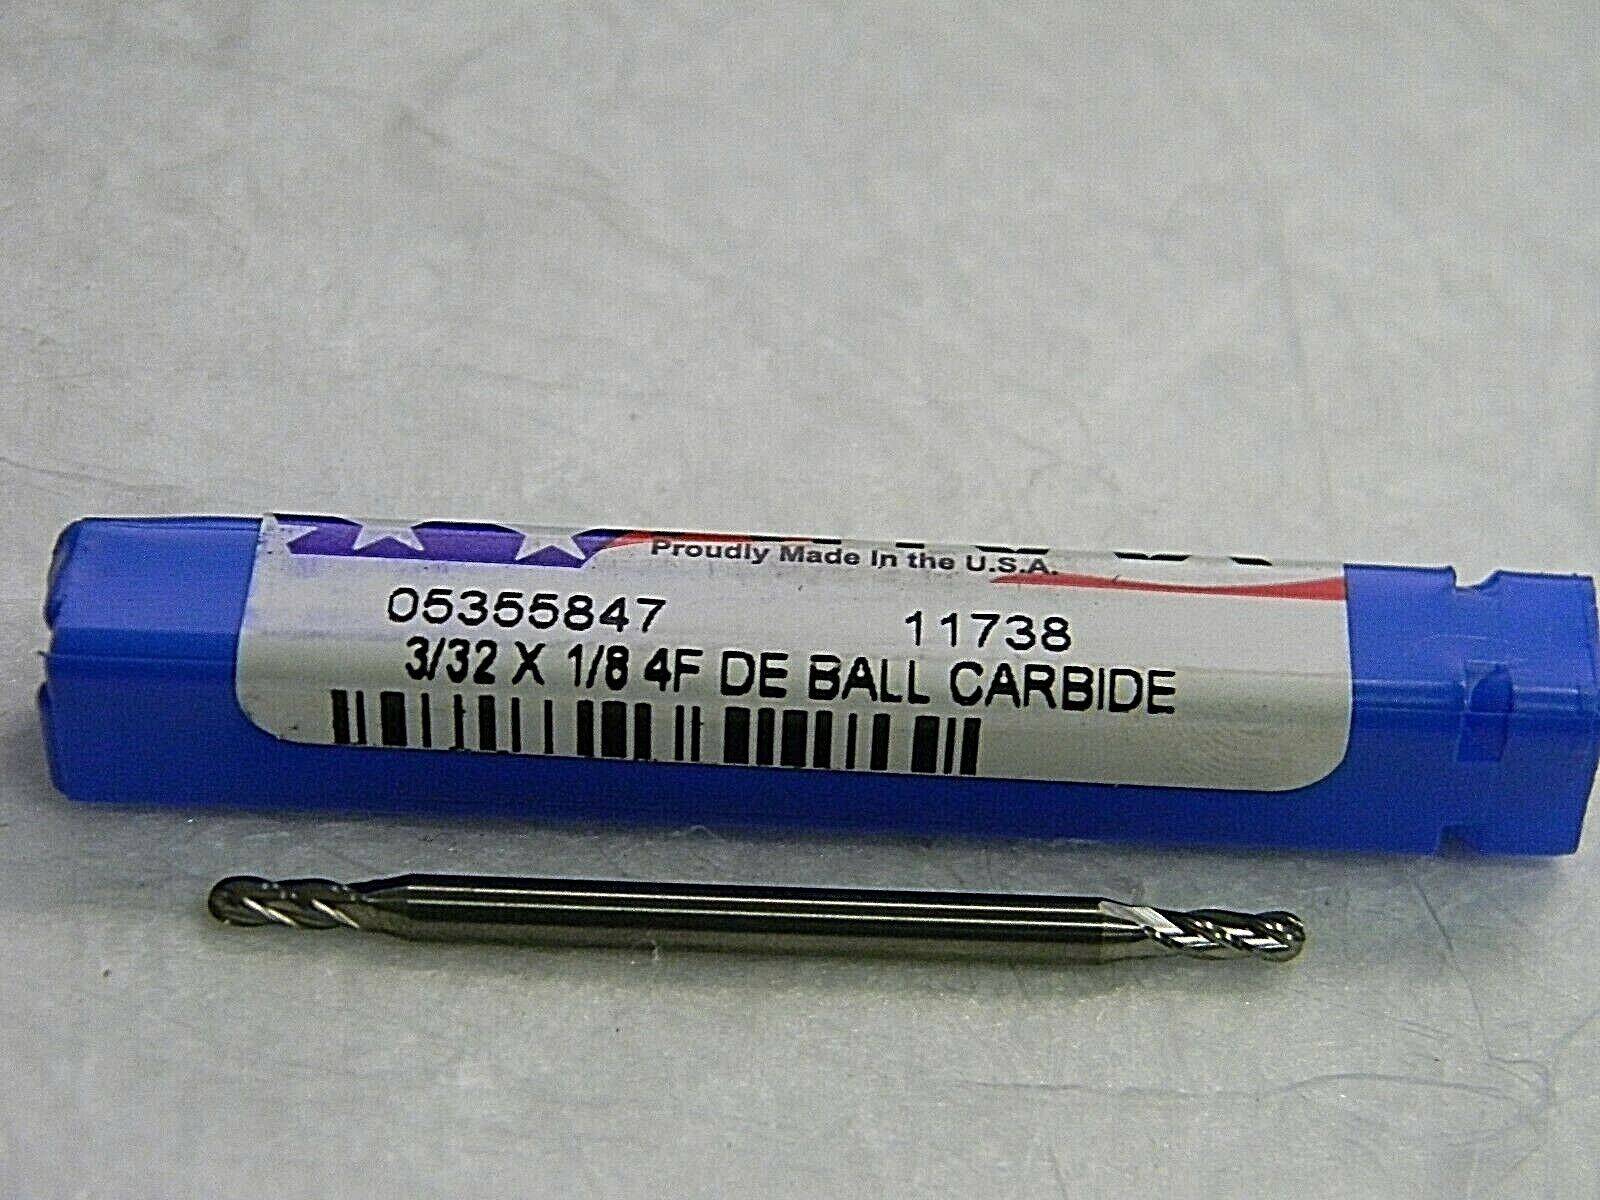 Proudly Made In the U.S.A.
05355847 11738
3/32 X 1/8 4F DE BALL CARBIDE